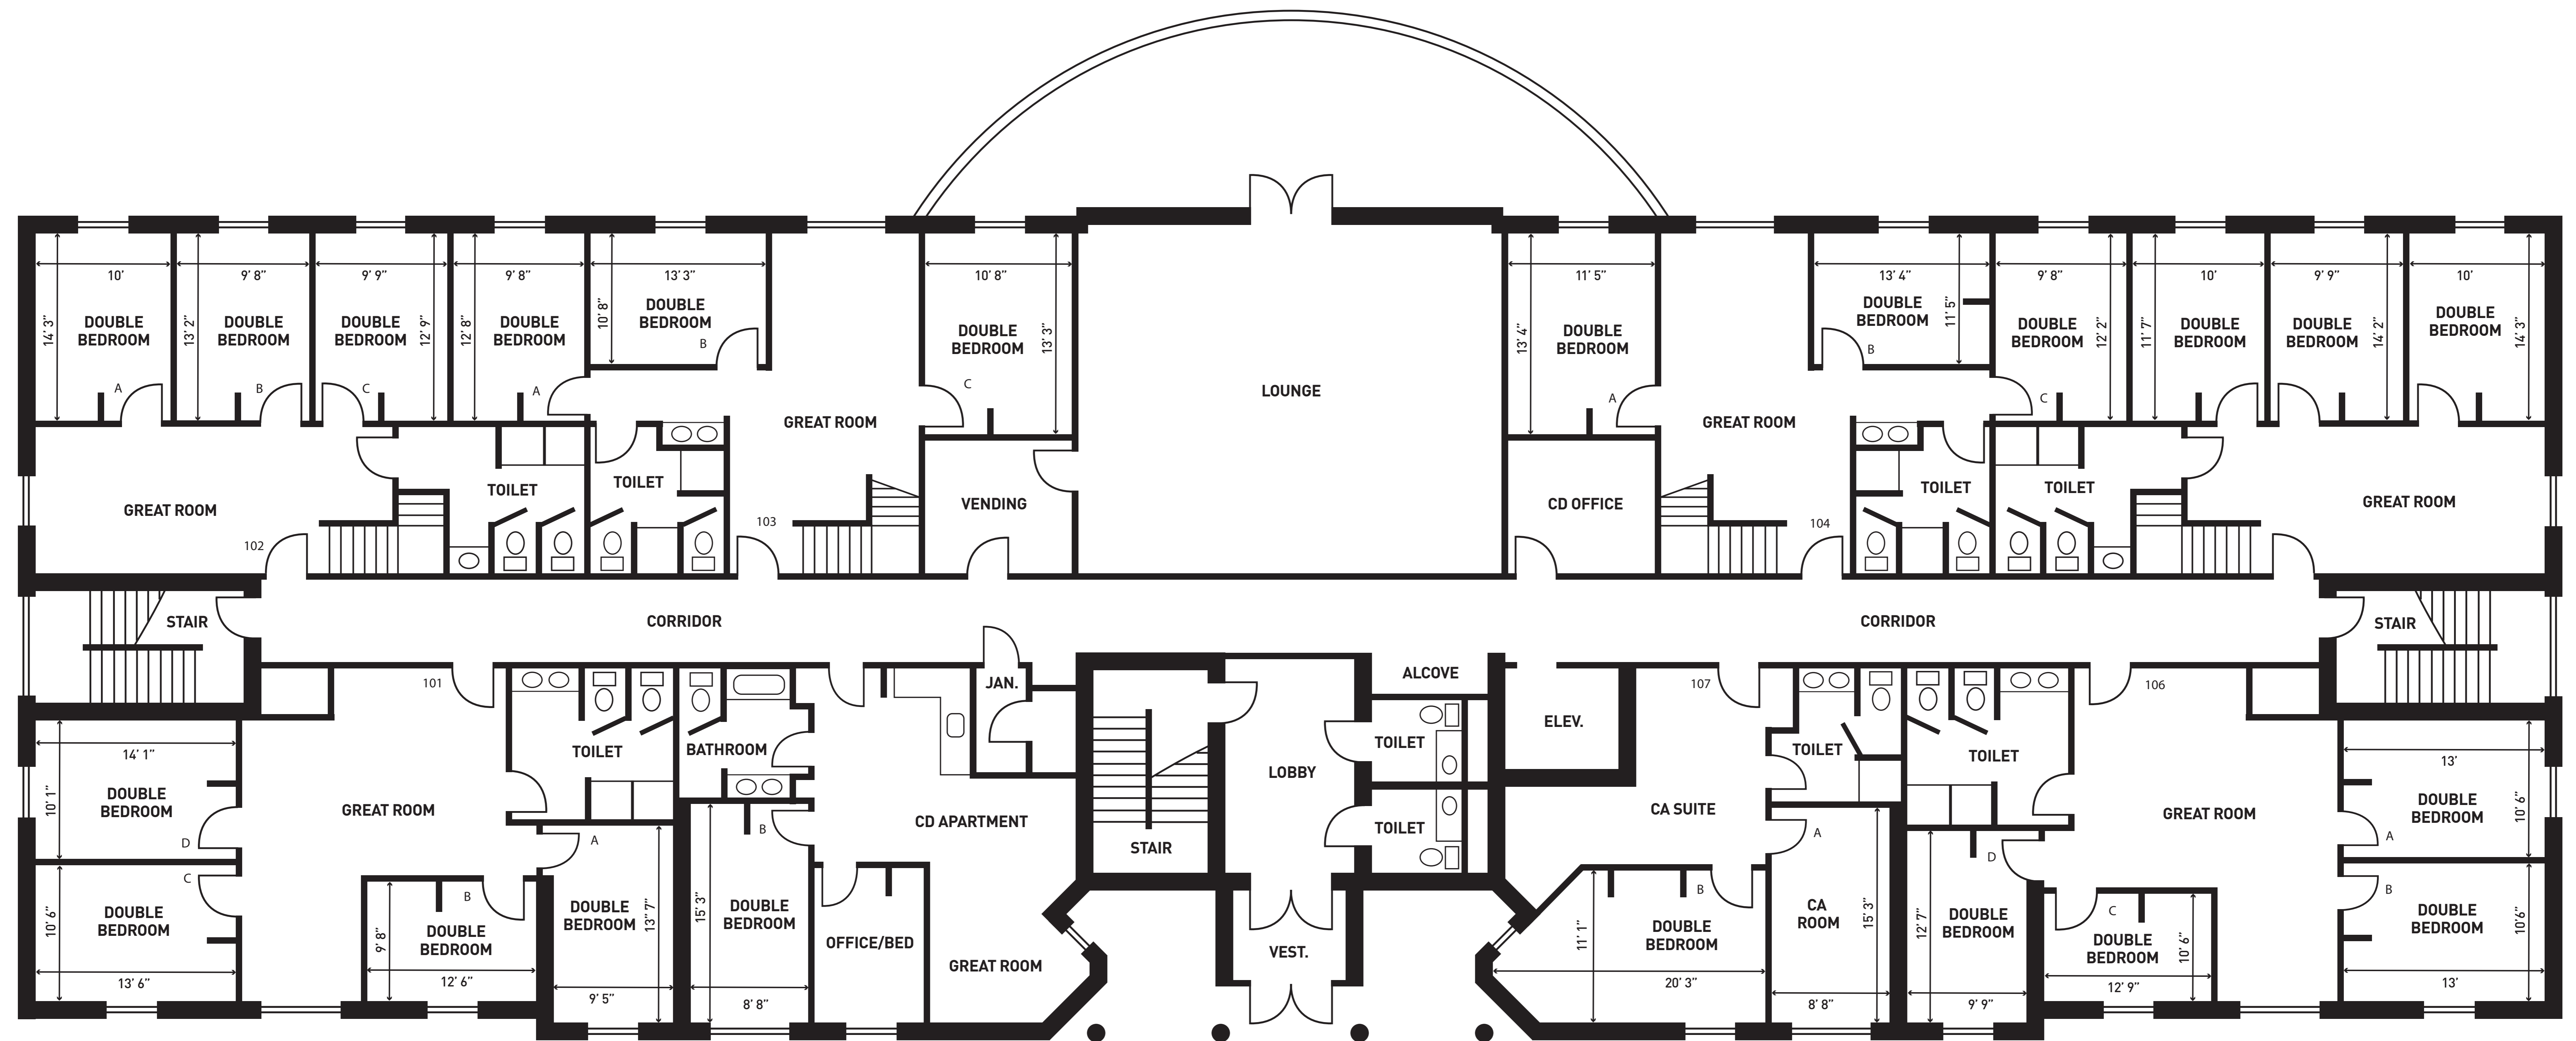 10'
9' 8"
9' 9"
9' 8"
13' 3"
10' 8"
11' 5"
13' 4"
9' 8"
10'
9' 9"
10'
14' 3"
DOUBLE
BEDROOM
A
13' 2"
DOUBLE
BEDROOM
B
DOUBLE
BEDROOM
12' 9"
C
12' 8"
DOUBLE
BEDROOM
A
10' 8"
DOUBLE
BEDROOM
B
DOUBLE
BEDROOM
13' 3"
C
LOUNGE
13' 4"
DOUBLE
BEDROOM
A
DOUBLE
BEDROOM
11' 5"
B
DOUBLE
BEDROOM
12' 2"
C
11' 7"
DOUBLE
BEDROOM
DOUBLE
BEDROOM
14' 2"
DOUBLE
BEDROOM
14' 3"
GREAT ROOM
102
TOILET
TOILET
GREAT ROOM
103
VENDING
CD OFFICE
GREAT ROOM
104
TOILET
TOILET
GREAT ROOM
STAIR
CORRIDOR
CORRIDOR
STAIR
101
JAN.
ALCOVE
107
106
14' 1"
10' 1"
DOUBLE
BEDROOM
D
GREAT ROOM
TOILET
BATHROOM
CD APARTMENT
STAIR
LOBBY
TOILET
TOILET
ELEV.
CA SUITE
TOILET
TOILET
GREAT ROOM
13'
DOUBLE
BEDROOM
10' 6"
A
C
10' 6"
DOUBLE
BEDROOM
13' 6"
B
9' 8"
DOUBLE
BEDROOM
12' 6"
A
DOUBLE
BEDROOM
13" 7"
9' 5"
B
15' 3"
DOUBLE
BEDROOM
8' 8"
OFFICE/BED
GREAT ROOM
VEST.
B
11' 1"
DOUBLE
BEDROOM
20' 3"
A
CA
ROOM
15' 3"
8' 8"
D
12' 7"
DOUBLE
BEDROOM
9' 9"
C
DOUBLE
BEDROOM
10' 6"
12' 9"
B
DOUBLE
BEDROOM
10'6"
13'